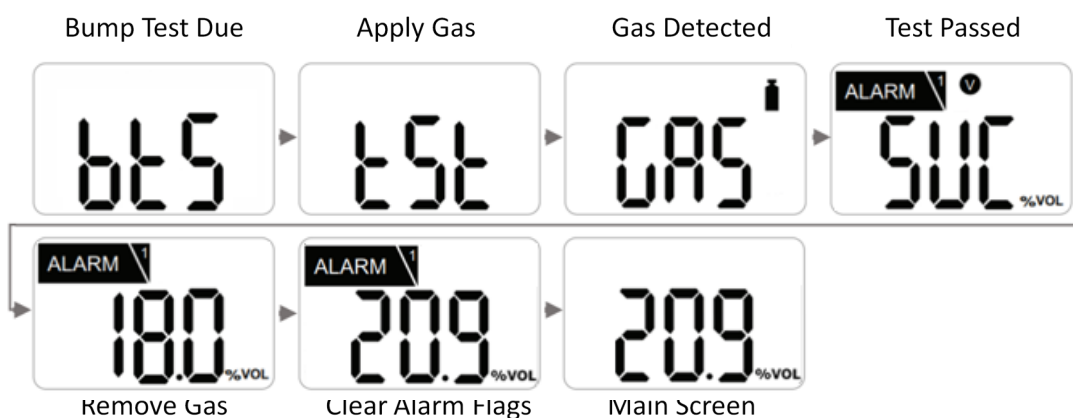 Bump Test Due Apply Gas Gas Detected Test Passed
btS tSt GAS ALARM 1 V SUC %VOL
ALARM 1 18.0 %VOL ALARM 1 20.9 %VOL 20.9 %VOL
Remove Gas Clear Alarm Flags Main Screen